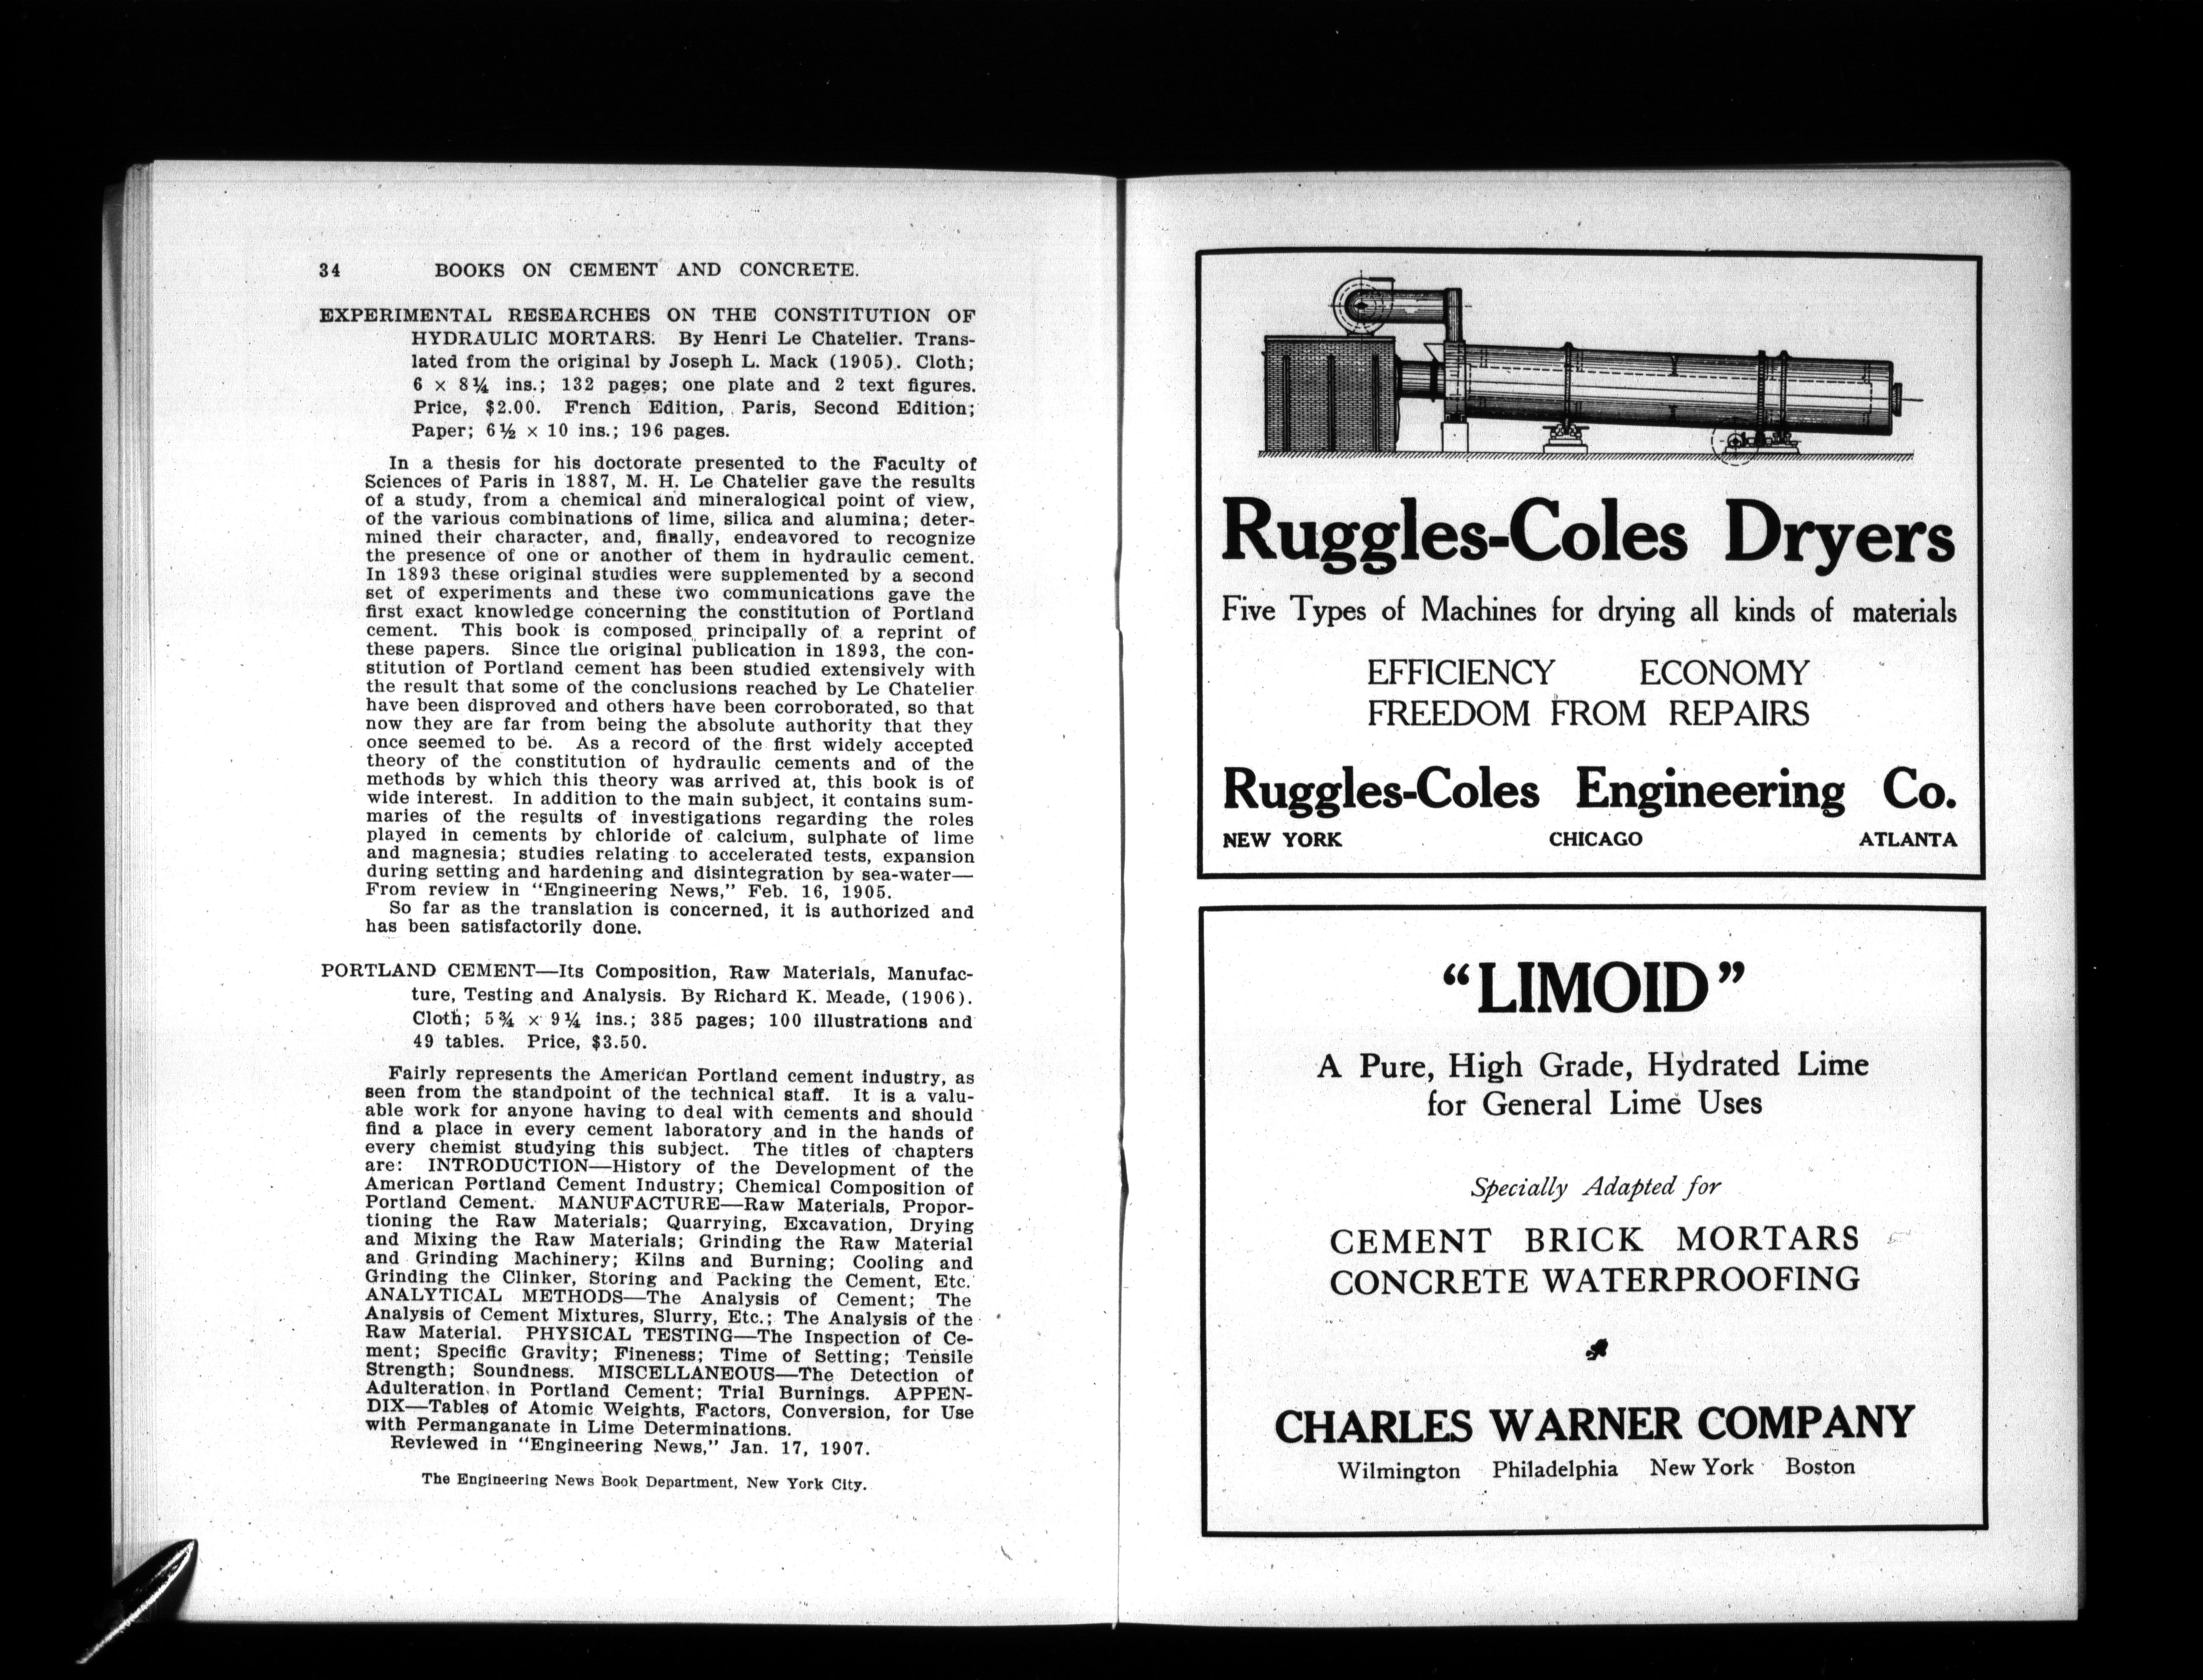 34 BOOKS ON CEMENT AND CONCRETE.
EXPERIMENTAL RESEARCHES ON THE CONSTITUTION OF
HYDRAULIC MORTARS. By Henri Le Chatelier. Trans-
lated from the original by Joseph L. Mack (1905). Cloth;
6 × 8¼ ins.; 132 pages; one plate and 2 text figures.
Price, $2.00. French Edition, Paris, Second Edition;
Paper; 6½ × 10 ins.; 196 pages.
In a thesis for his doctorate presented to the Faculty of
Sciences of Paris in 1887, M. H. Le Chatelier gave the results
of a study, from a chemical and mineralogical point of view,
of the various combinations of lime, silica and alumina; deter-
mined their character, and, finally, endeavored to recognize
the presence of one or another of them in hydraulic cement.
In 1893 these original studies were supplemented by a second
set of experiments and these two communications gave the
first exact knowledge concerning the constitution of Portland
cement. This book is composed principally of a reprint of
these papers. Since the original publication in 1893, the con-
stitution of Portland cement has been studied extensively with
the result that some of the conclusions reached by Le Chatelier
have been disproved and others have been corroborated, so that
now they are far from being the absolute authority that they
once seemed to be. As a record of the first widely accepted
theory of the constitution of hydraulic cements and of the
methods by which this theory was arrived at, this book is of
wide interest. In addition to the main subject, it contains sum-
maries of the results of investigations regarding the roles
played in cements by chloride of calcium, sulphate of lime
and magnesia; studies relating to accelerated tests, expansion
during setting and hardening and disintegration by sea-water—
From review in "Engineering News," Feb. 16, 1905.
So far as the translation is concerned, it is authorized and
has been satisfactorily done.
PORTLAND CEMENT—Its Composition, Raw Materials, Manufac-
ture, Testing and Analysis. By Richard K. Meade, (1906).
Cloth; 5¾ × 9¼ ins.; 385 pages; 100 illustrations and
49 tables. Price, $3.50.
Fairly represents the American Portland cement industry, as
seen from the standpoint of the technical staff. It is a valu-
able work for anyone having to deal with cements and should
find a place in every cement laboratory and in the hands of
every chemist studying this subject. The titles of chapters
are: INTRODUCTION—History of the Development of the
American Portland Cement Industry; Chemical Composition of
Portland Cement. MANUFACTURE—Raw Materials, Propor-
tioning the Raw Materials; Quarrying, Excavation, Drying
and Mixing the Raw Materials; Grinding the Raw Material
and Grinding Machinery; Kilns and Burning; Cooling and
Grinding the Clinker, Storing and Packing the Cement, Etc.
ANALYTICAL METHODS—The Analysis of Cement; The
Analysis of Cement Mixtures, Slurry, Etc.; The Analysis of the
Raw Material. PHYSICAL TESTING—The Inspection of Ce-
ment; Specific Gravity; Fineness; Time of Setting; Tensile
Strength; Soundness. MISCELLANEOUS—The Detection of
Adulteration in Portland Cement; Trial Burnings. APPEN-
DIX—Tables of Atomic Weights, Factors, Conversion, for Use
with Permanganate in Lime Determinations.
Reviewed in "Engineering News," Jan. 17, 1907.
The Engineering News Book Department, New York City.
Ruggles-Coles Dryers
Five Types of Machines for drying all kinds of materials
EFFICIENCY ECONOMY
FREEDOM FROM REPAIRS
Ruggles-Coles Engineering Co.
NEW YORK CHICAGO ATLANTA
"LIMOID"
A Pure, High Grade, Hydrated Lime
for General Lime Uses
Specially Adapted for
CEMENT BRICK MORTARS
CONCRETE WATERPROOFING
CHARLES WARNER COMPANY
Wilmington Philadelphia New York Boston